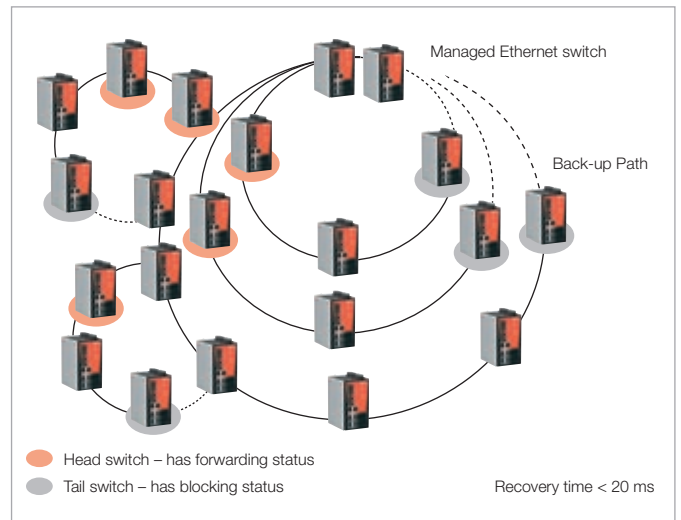 Managed Ethernet switch
Back-up Path
Head switch – has forwarding status
Tail switch – has blocking status
Recovery time < 20 ms